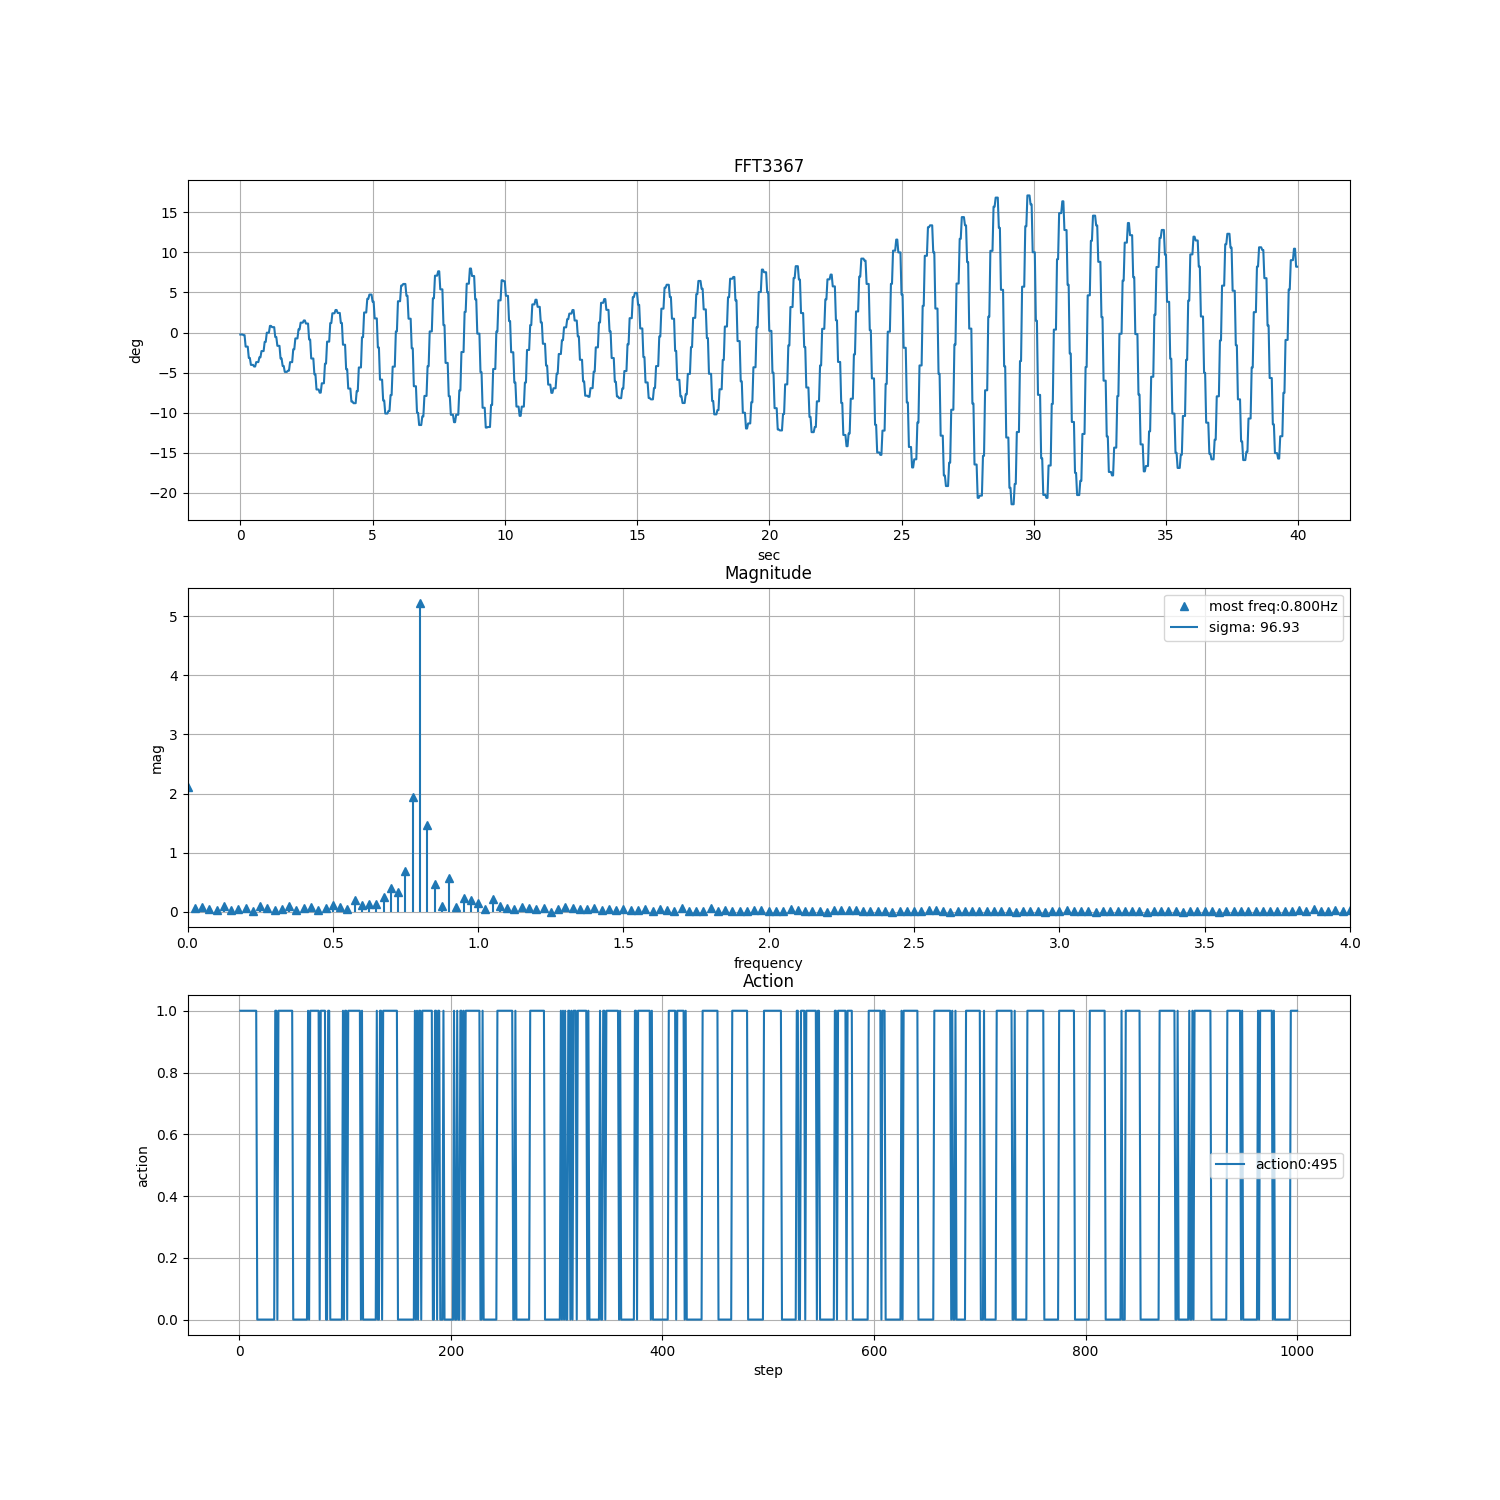 FFT3367
15
10
5
0
−5
−10
−15
−20
deg
0 5 10 15 20 25 30 35 40
sec
Magnitude
most freq:0.800Hz
sigma: 96.93
5
4
3
2
1
0
mag
0.0 0.5 1.0 1.5 2.0 2.5 3.0 3.5 4.0
frequency
Action
1.0
0.8
0.6
0.4
0.2
0.0
action
action0:495
0 200 400 600 800 1000
step